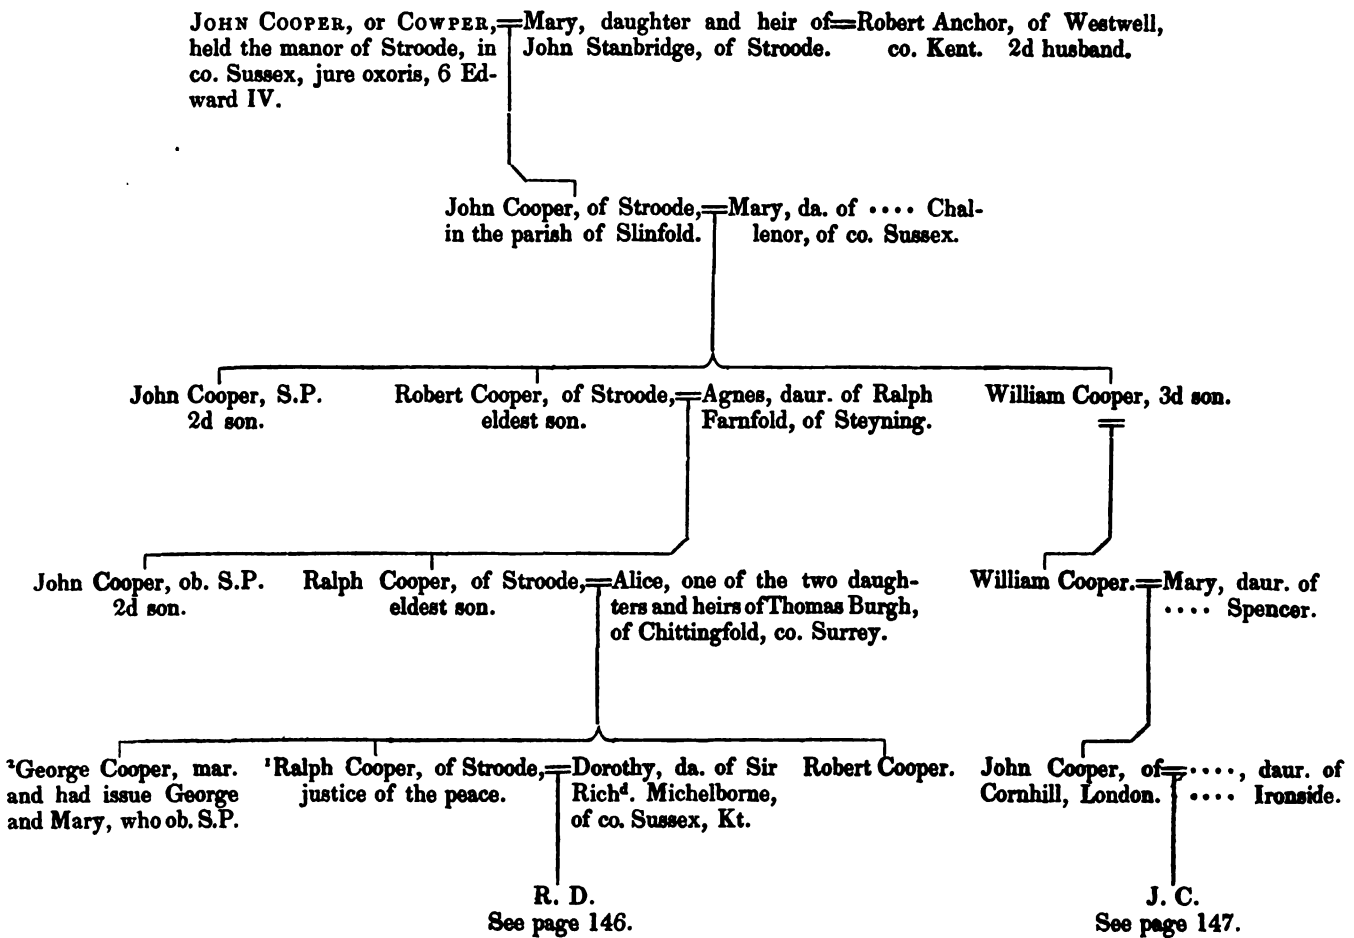 JOHN COOPER, or COWPER,
held the manor of Stroode, in
co. Sussex, jure oxoris, 6 Ed-
ward IV.
Mary, daughter and heir of
John Stanbridge, of Stroode.
Robert Anchor, of Westwell,
co. Kent. 2d husband.
John Cooper, of Stroode,
in the parish of Slinfold.
Mary, da. of •••• Chal-
lenor, of co. Sussex.
John Cooper, S.P.
2d son.
Robert Cooper, of Stroode,
eldest son.
Agnes, daur. of Ralph
Farnfold, of Steyning.
William Cooper, 3d son.
John Cooper, ob. S.P.
2d son.
Ralph Cooper, of Stroode,
eldest son.
Alice, one of the two daugh-
ters and heirs of Thomas Burgh,
of Chittingfold, co. Surrey.
William Cooper.
Mary, daur. of
•••• Spencer.
²George Cooper, mar.
and had issue George
and Mary, who ob. S.P.
¹Ralph Cooper, of Stroode,
justice of the peace.
Dorothy, da. of Sir
Richᵈ. Michelborne,
of co. Sussex, Kt.
Robert Cooper.
John Cooper, of
Cornhill, London.
••••, daur. of
•••• Ironside.
R. D.
See page 146.
J. C.
See page 147.